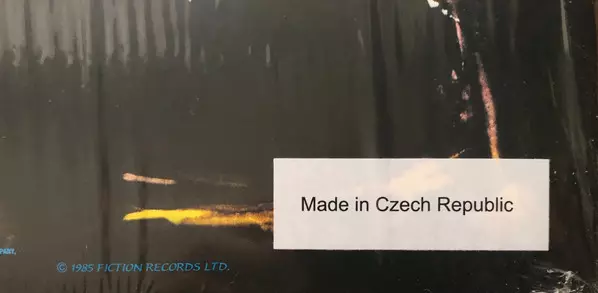 Made in Czech Republic
© 1985 FICTION RECORDS LTD.